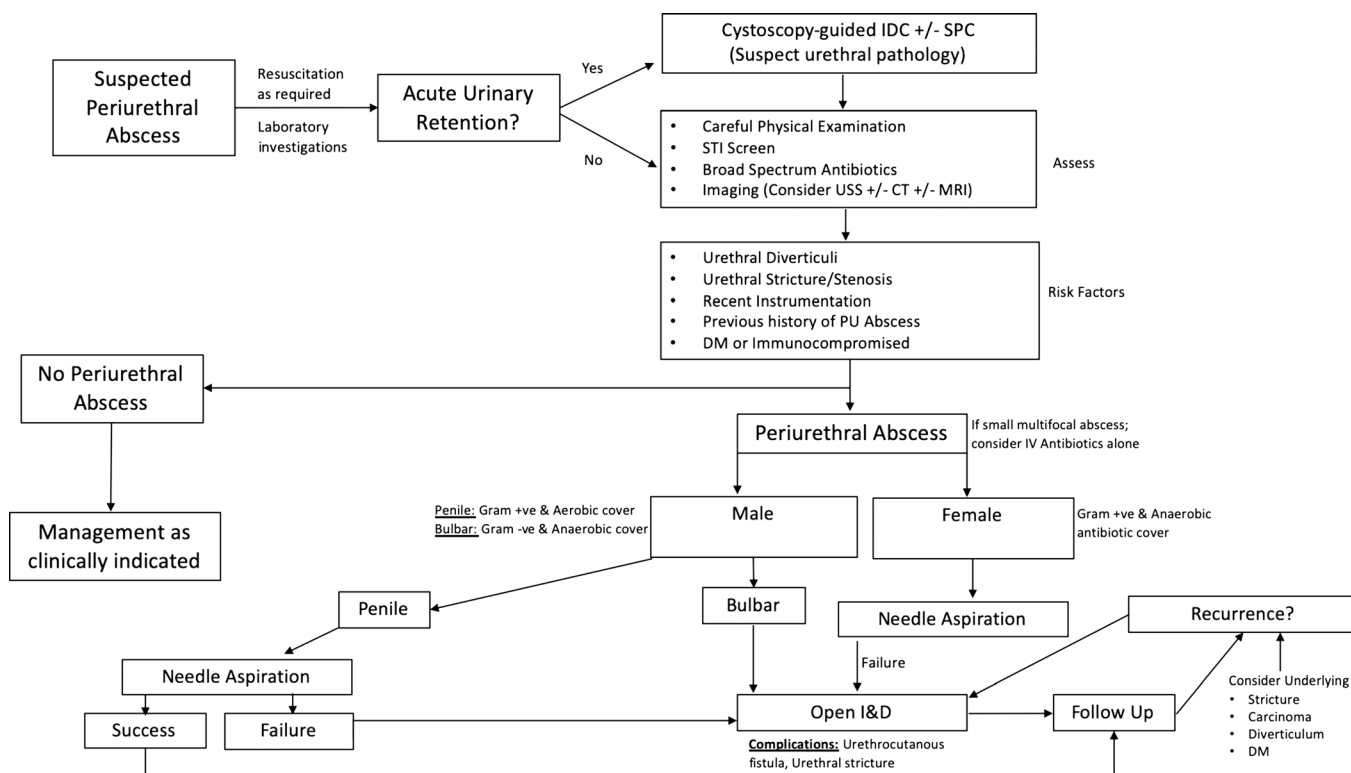 Cystoscopy-guided IDC +/- SPC
(Suspect urethral pathology)
Suspected
Periurethral
Abscess
Resuscitation
as required
Laboratory
investigations
Acute Urinary
Retention?
Yes
No
• Careful Physical Examination
• STI Screen
• Broad Spectrum Antibiotics
• Imaging (Consider USS +/- CT +/- MRI)
Assess
• Urethral Diverticuli
• Urethral Stricture/Stenosis
• Recent Instrumentation
• Previous history of PU Abscess
• DM or Immunocompromised
Risk Factors
No Periurethral
Abscess
Management as
clinically indicated
Periurethral Abscess
If small multifocal abscess;
consider IV Antibiotics alone
Penile: Gram +ve & Aerobic cover
Bulbar: Gram -ve & Anaerobic cover
Male
Female
Gram +ve & Anaerobic
antibiotic cover
Penile
Bulbar
Needle Aspiration
Recurrence?
Needle Aspiration
Failure
Success
Failure
Open I&D
Follow Up
Consider Underlying
• Stricture
• Carcinoma
• Diverticulum
• DM
Complications: Urethrocutanous
fistula, Urethral stricture